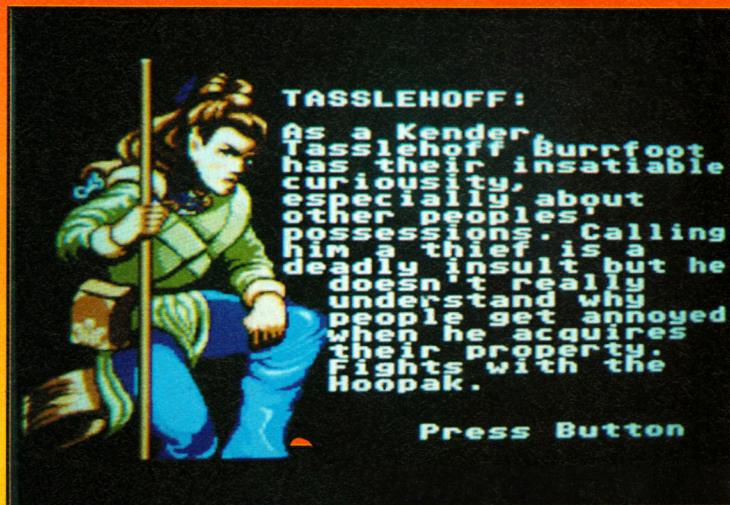 TASSLEHOFF:
As a Kender,
Tasslehoff Burrfoot
has their insatiable
curiousity,
especially about
other peoples'
possessions. Calling
him a thief is a
deadly insult but he
doesn't really
understand why
people get annoyed
when he acquires
their property.
Fights with the
Hoopak.
Press Button